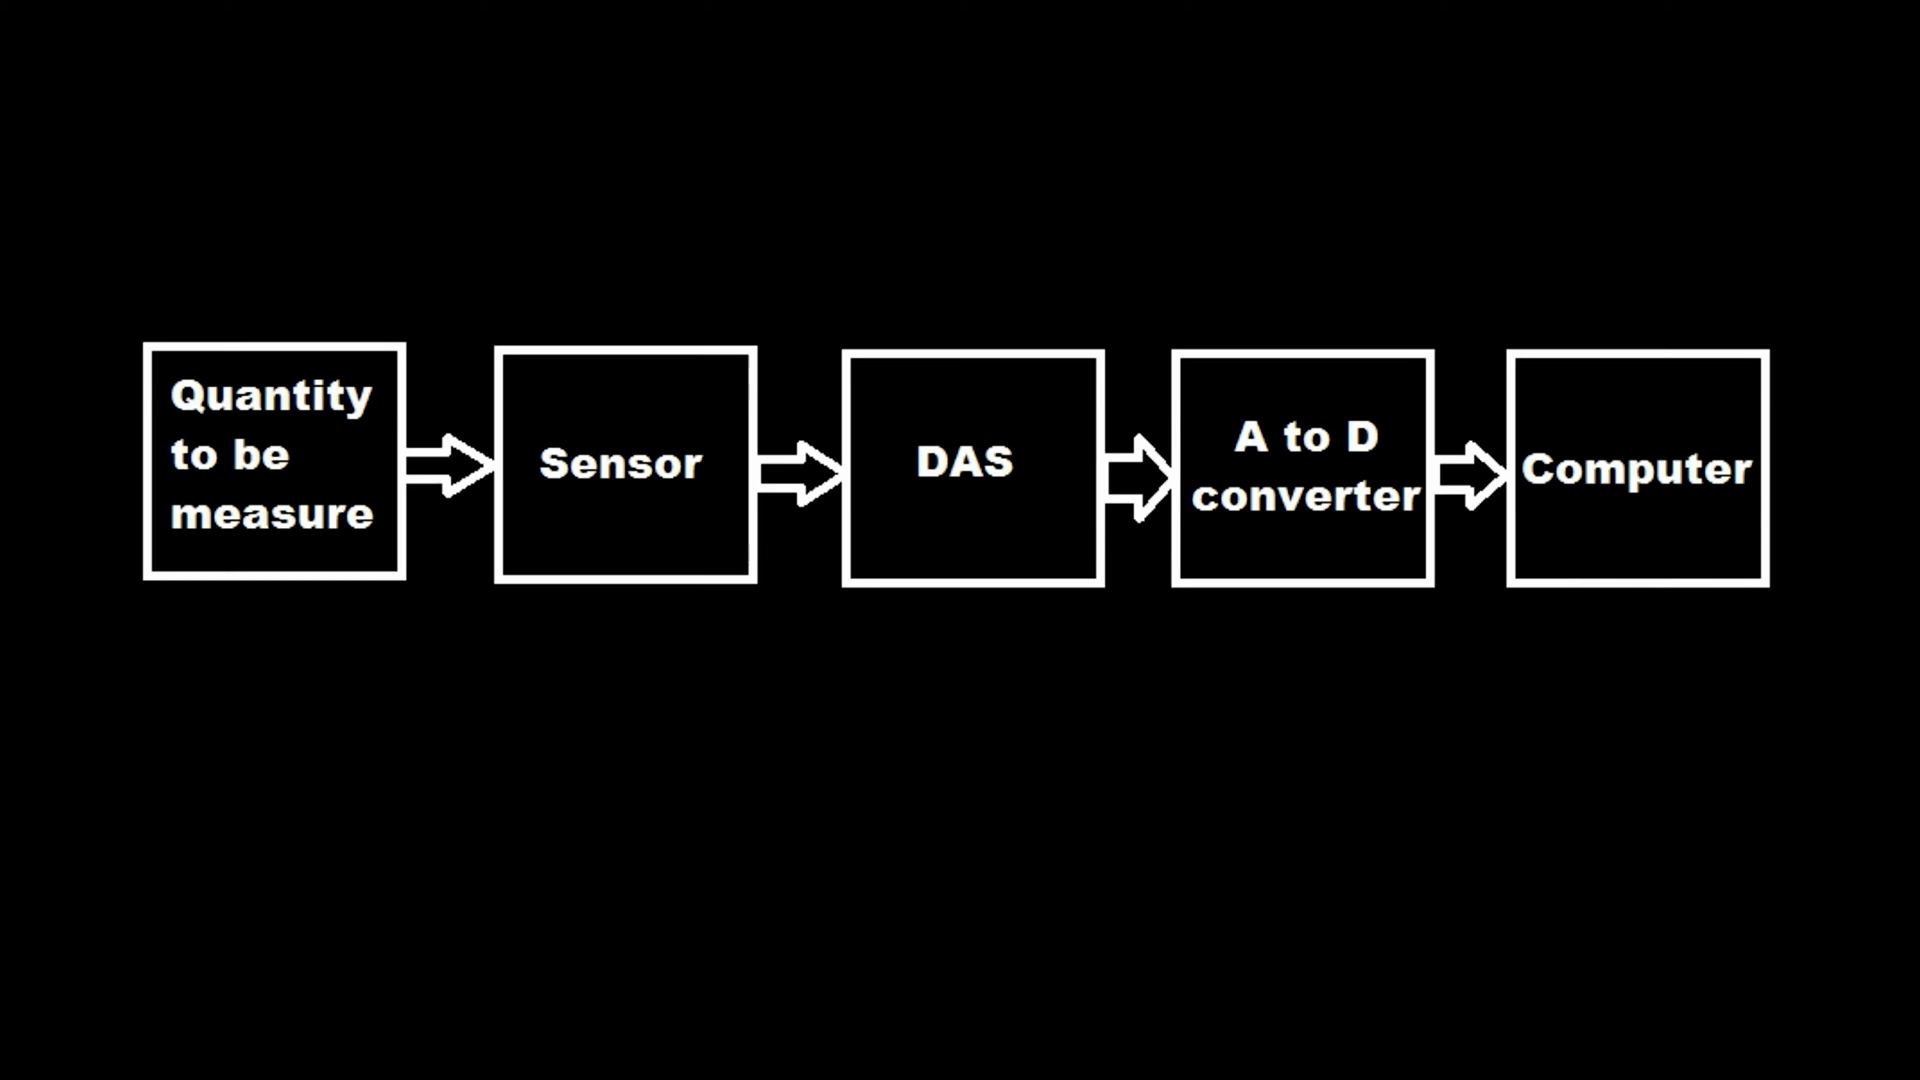 Quantity
to be
measure
Sensor
DAS
A to D
converter
Computer